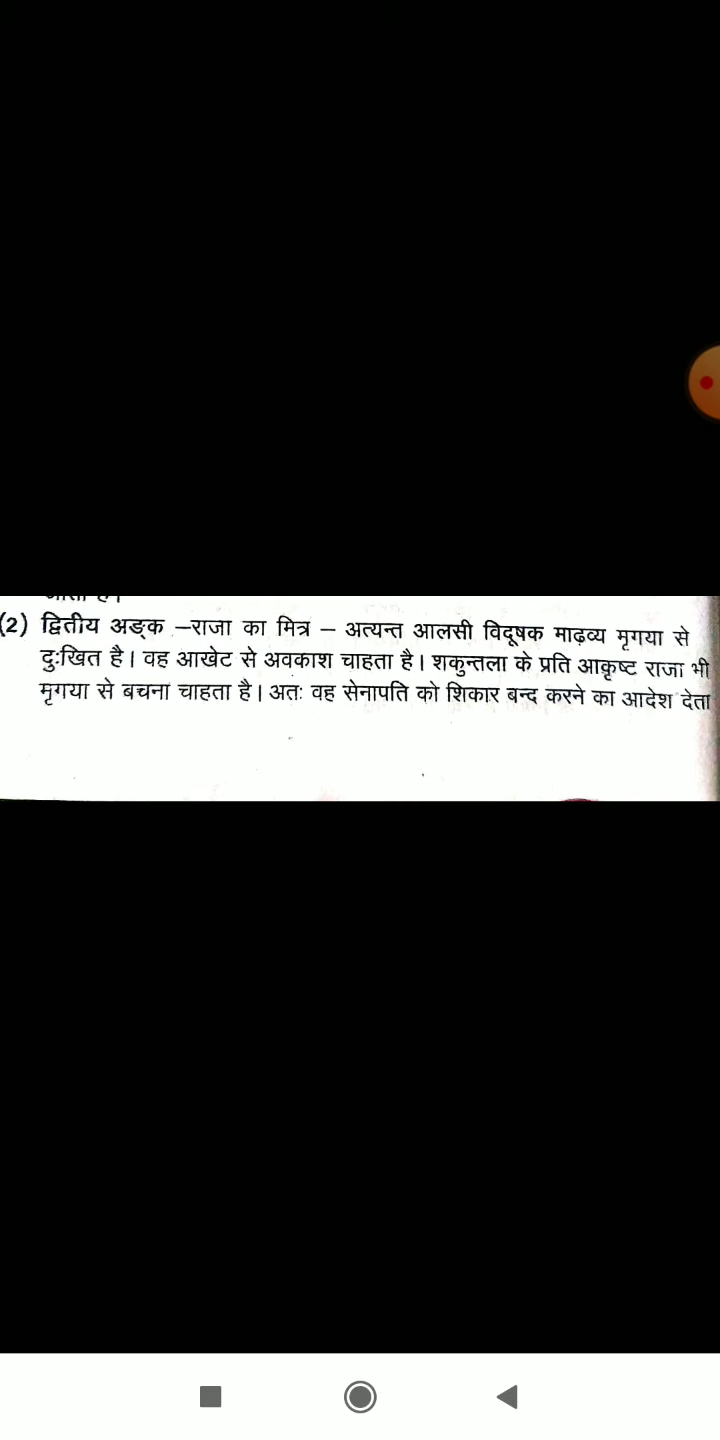 (2) द्वितीय अङ्क –राजा का मित्र – अत्यन्त आलसी विदूषक माढ़व्य मृगया से
दुःखित है। वह आखेट से अवकाश चाहता है। शकुन्तला के प्रति आकृष्ट राजा भी
मृगया से बचना चाहता है। अतः वह सेनापति को शिकार बन्द करने का आदेश देता